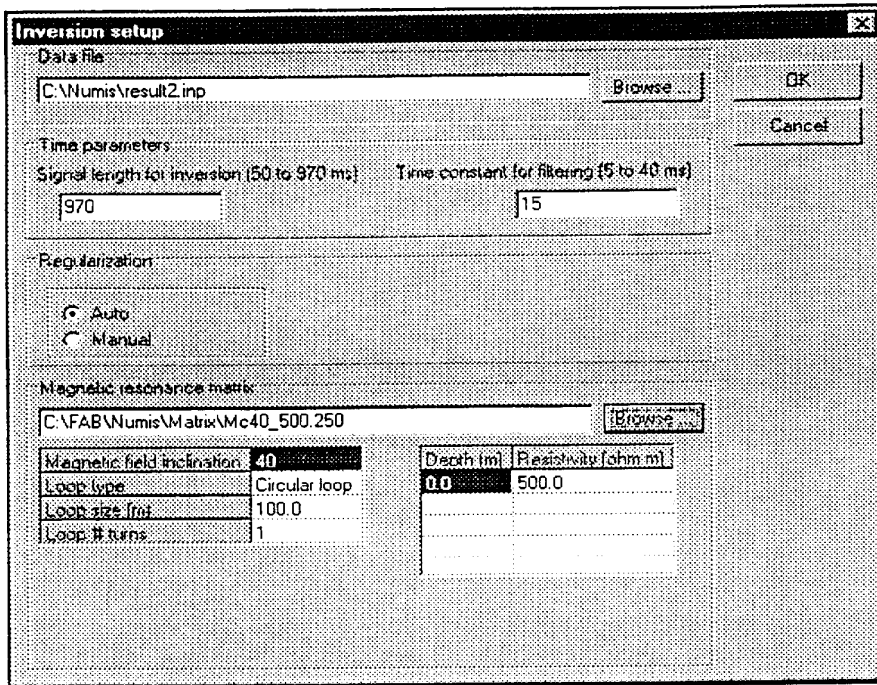 Inversion setup
Data file
C:\Numis\result2.inp
Browse ...
OK
Cancel
Time parameters
Signal length for inversion (50 to 970 ms)
Time constant for filtering (5 to 40 ms)
970
15
Regularization
Auto
Manual
Magnetic resonance matrix
C:\FAB\Numis\Matrix\Mc40_500.250
Browse ...
Magnetic field inclination 40
Loop type Circular loop
Loop size (m) 100.0
Loop # turns 1
Depth (m) Resistivity (ohm m)
0.0 500.0